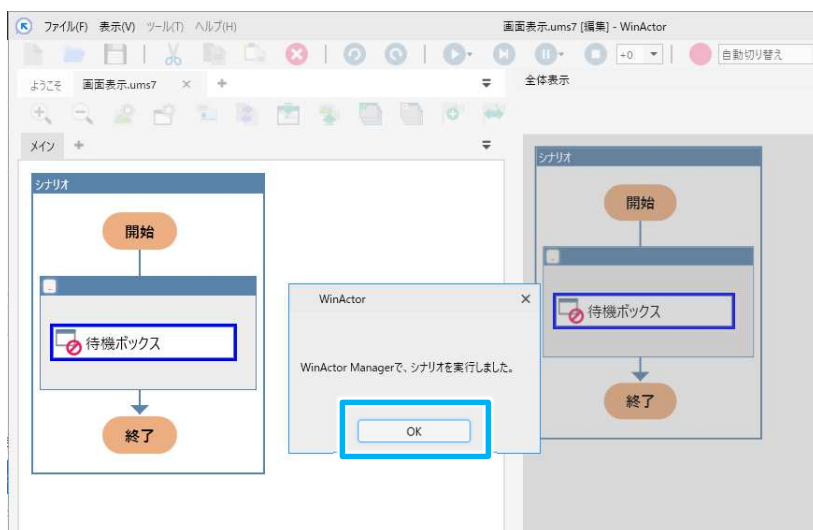 ファイル(F) 表示(V) ツール(T) ヘルプ(H) 画面表示.ums7 [編集] - WinActor
+0 自動切り替え
ようこそ 画面表示.ums7 × + 全体表示
メイン +
シナリオ
開始
待機ボックス
終了
WinActor ×
WinActor Managerで、シナリオを実行しました。
OK
シナリオ
開始
待機ボックス
終了